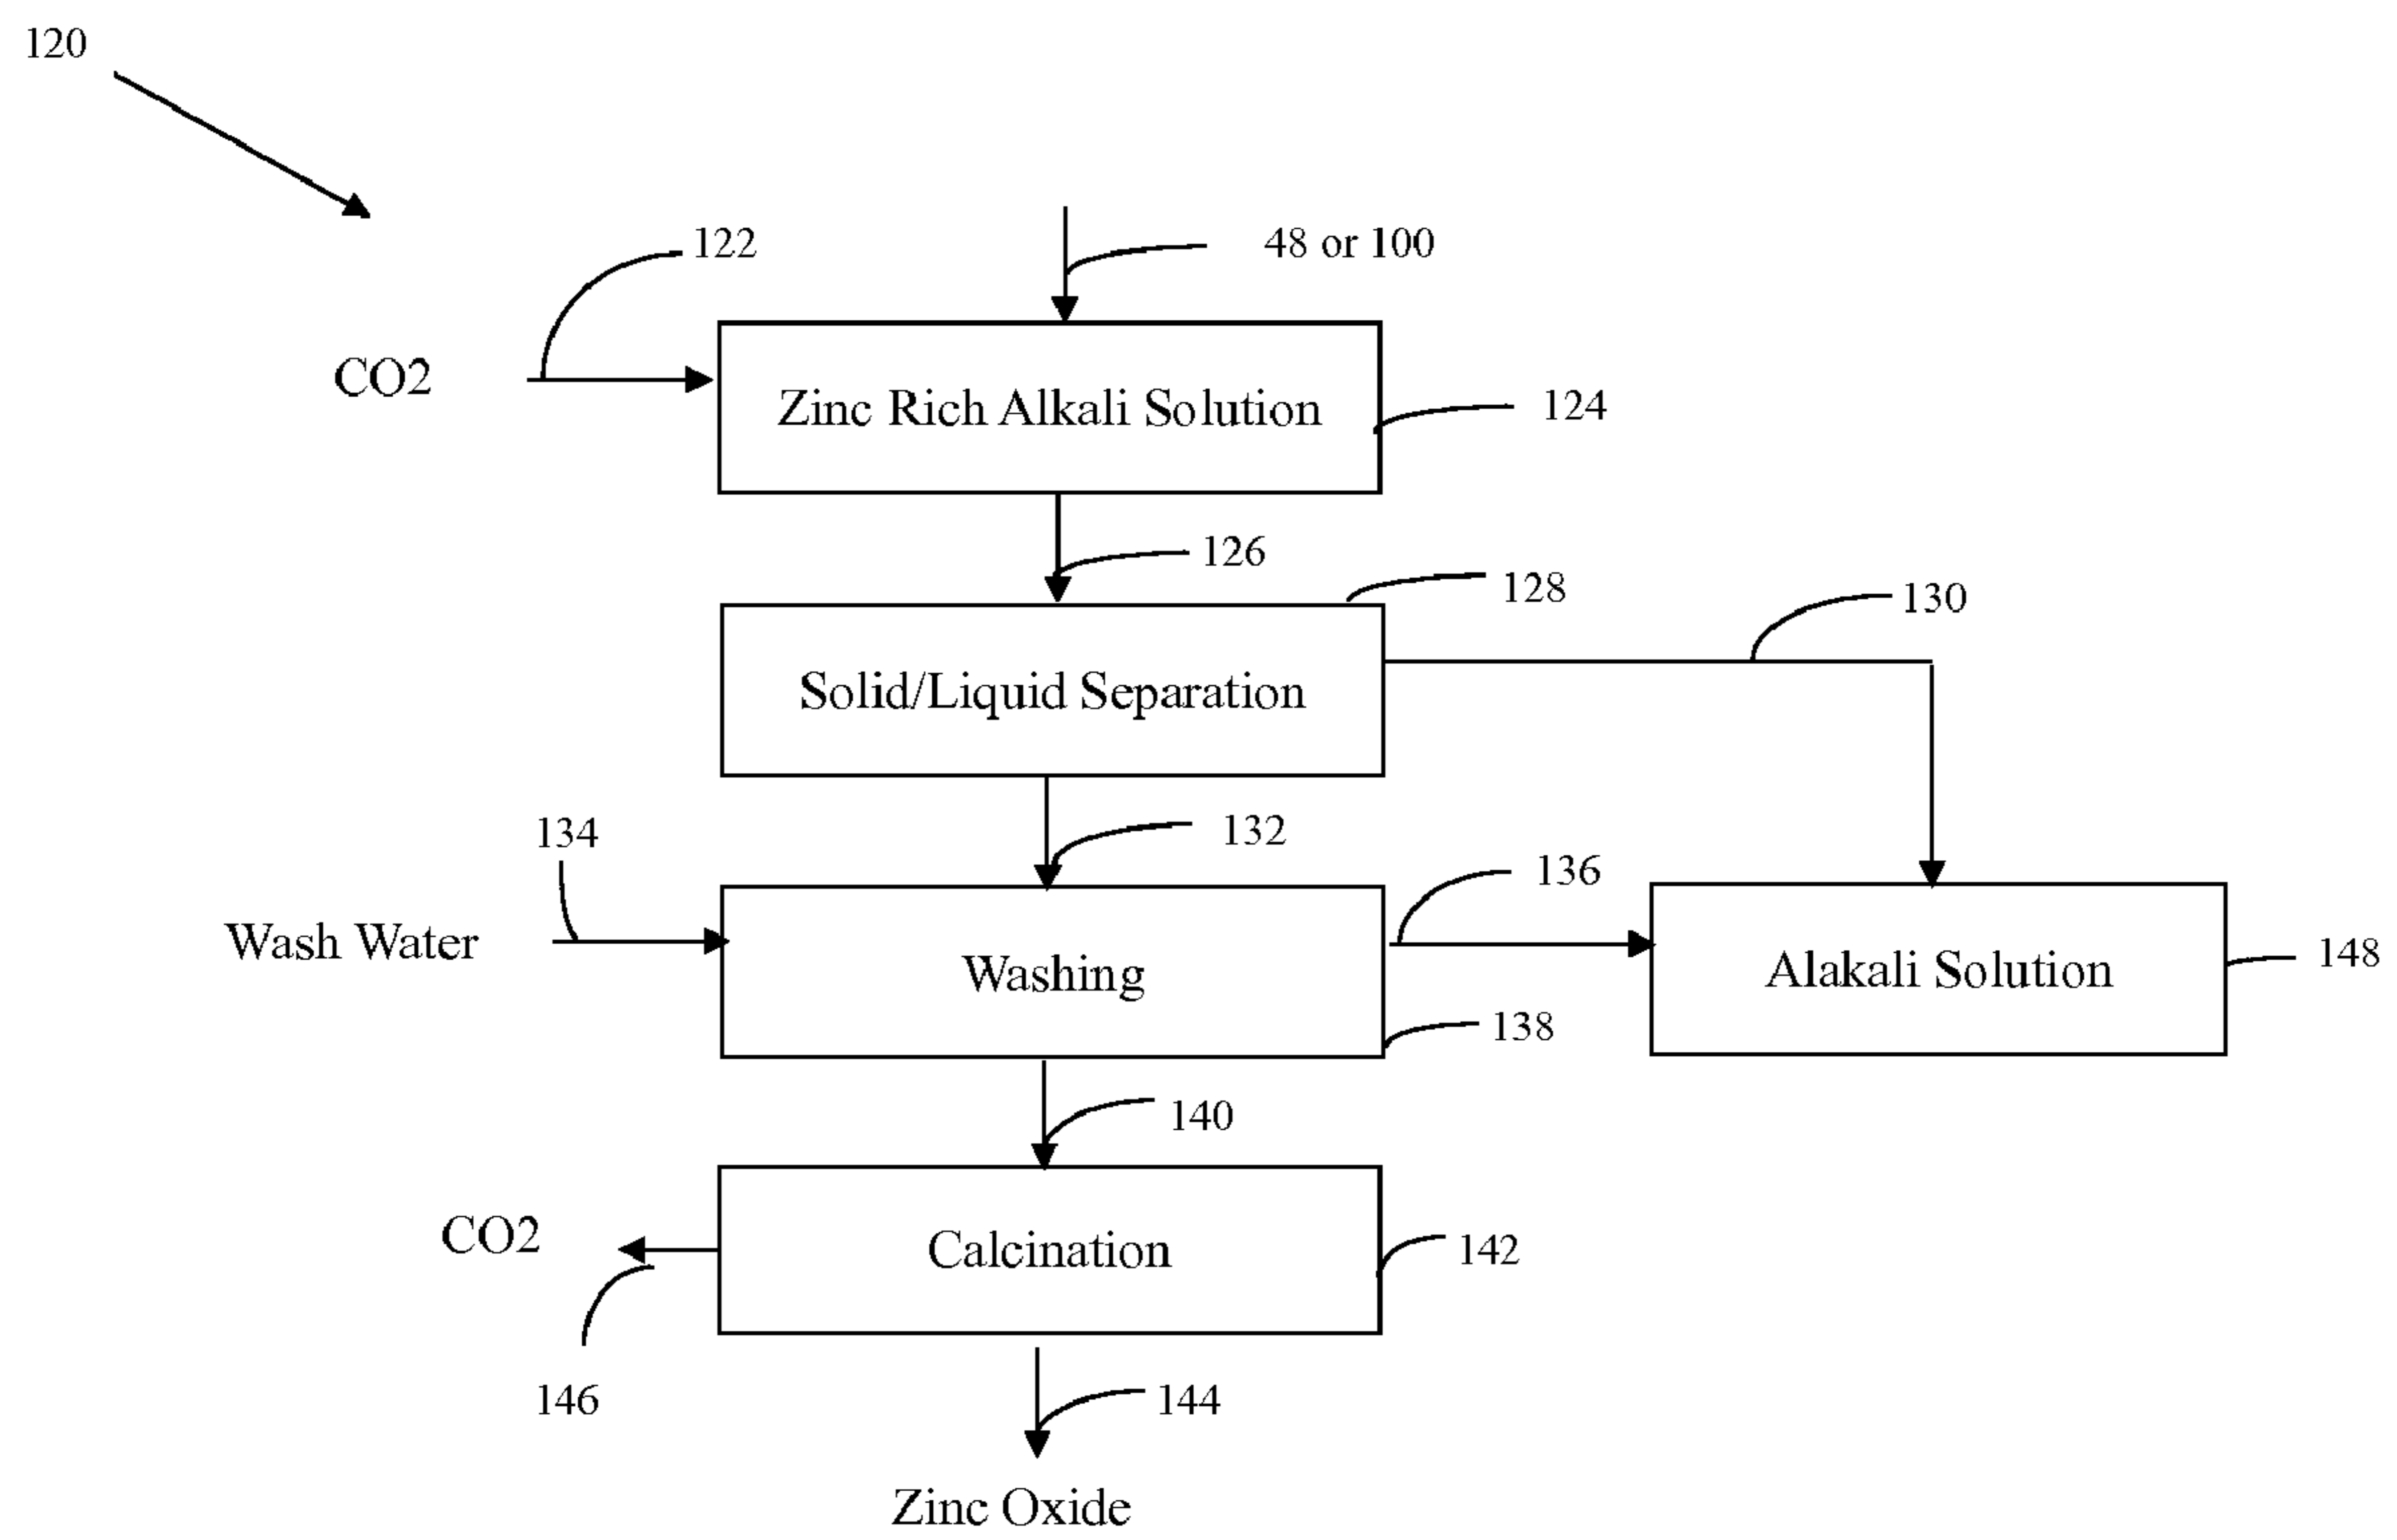 120
122
48 or 100
CO2
Zinc Rich Alkali Solution
124
126
128
130
Solid/Liquid Separation
134
132
136
Wash Water
Washing
Alakali Solution
148
138
140
CO2
Calcination
142
146
144
Zinc Oxide